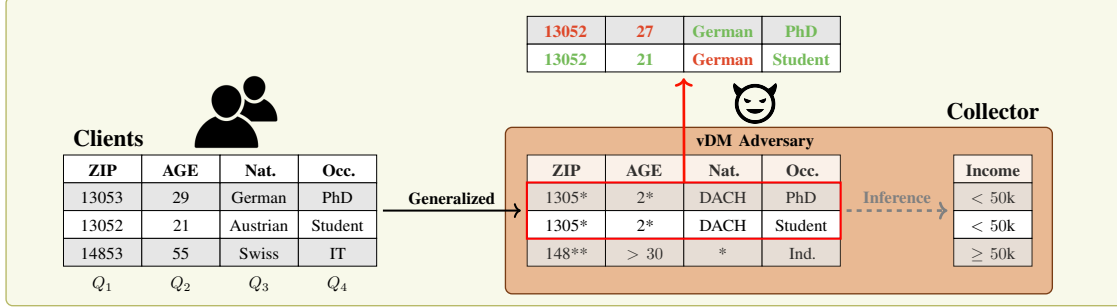 13052 27 German PhD
13052 21 German Student
Clients
Collector
vDM Adversary
ZIP AGE Nat. Occ.
13053 29 German PhD
13052 21 Austrian Student
14853 55 Swiss IT
Q1 Q2 Q3 Q4
Generalized
ZIP AGE Nat. Occ.
1305* 2* DACH PhD
1305* 2* DACH Student
148** > 30 * Ind.
Inference
Income
< 50k
< 50k
≥ 50k